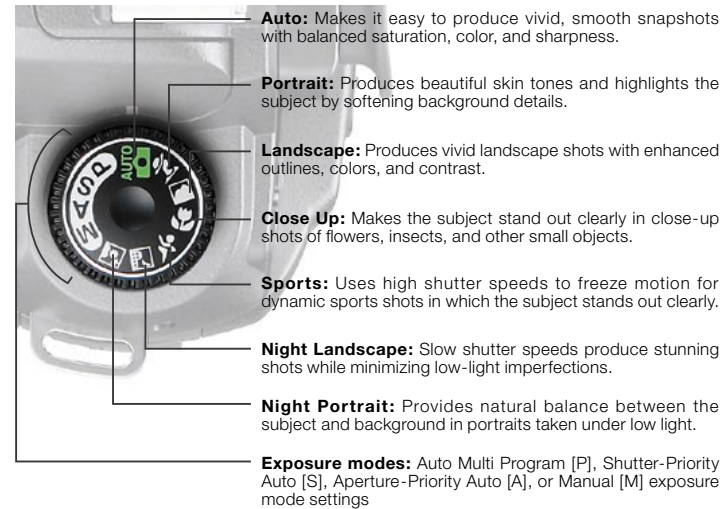 Auto: Makes it easy to produce vivid, smooth snapshots
with balanced saturation, color, and sharpness.
Portrait: Produces beautiful skin tones and highlights the
subject by softening background details.
Landscape: Produces vivid landscape shots with enhanced
outlines, colors, and contrast.
Close Up: Makes the subject stand out clearly in close-up
shots of flowers, insects, and other small objects.
Sports: Uses high shutter speeds to freeze motion for
dynamic sports shots in which the subject stands out clearly.
Night Landscape: Slow shutter speeds produce stunning
shots while minimizing low-light imperfections.
Night Portrait: Provides natural balance between the
subject and background in portraits taken under low light.
Exposure modes: Auto Multi Program [P], Shutter-Priority
Auto [S], Aperture-Priority Auto [A], or Manual [M] exposure
mode settings
AUTO
P
S
A
M